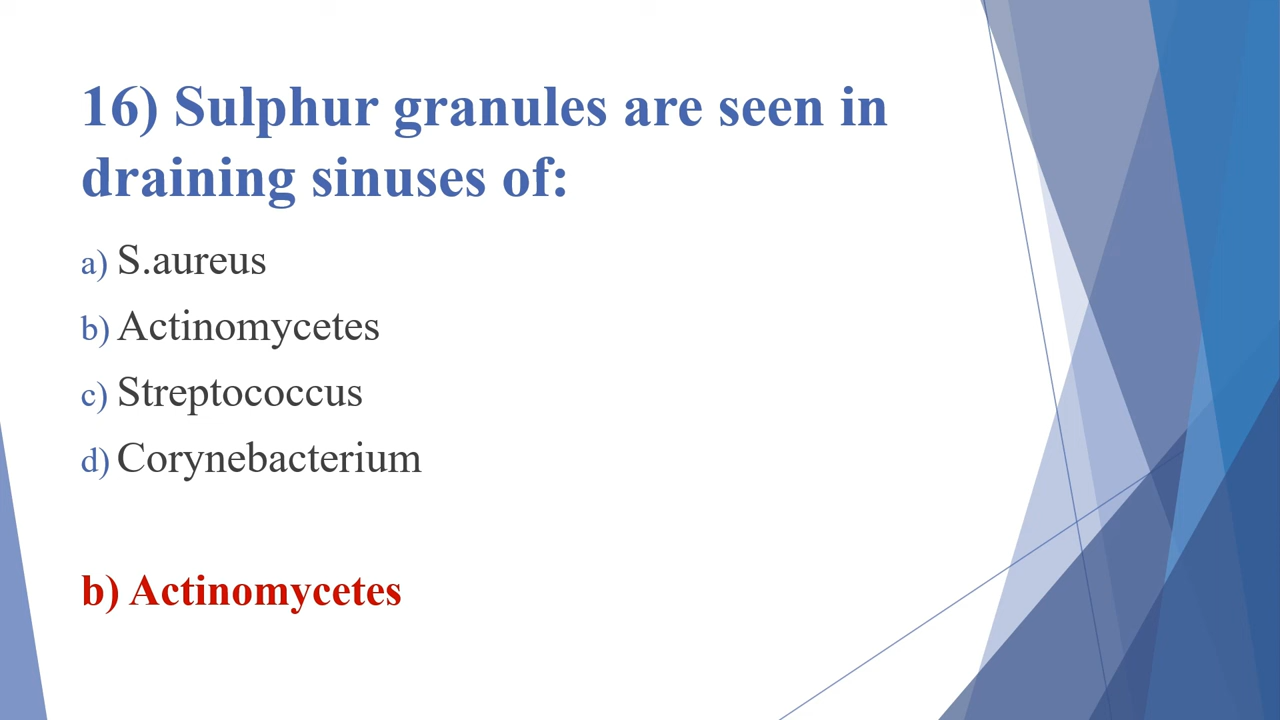 16) Sulphur granules are seen in
draining sinuses of:
a) S.aureus
b) Actinomycetes
c) Streptococcus
d) Corynebacterium
b) Actinomycetes